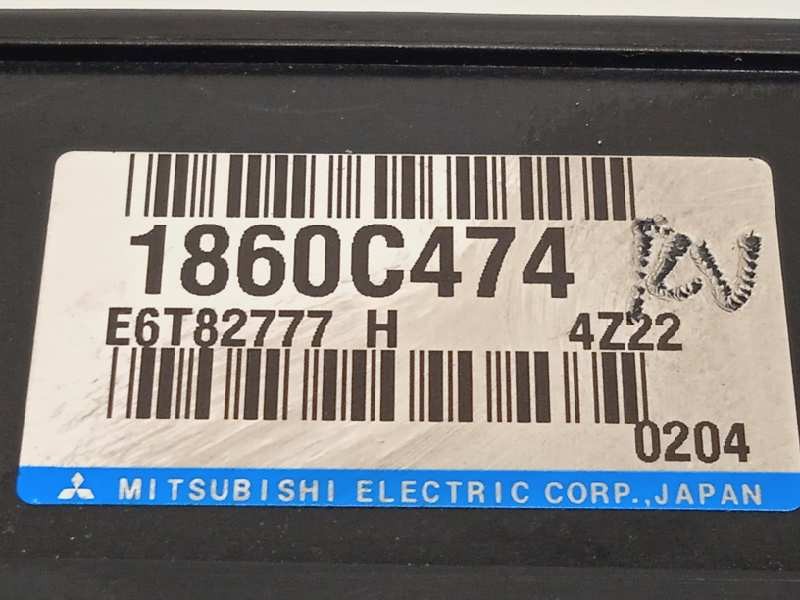 1860C474
E6T82777 H 4Z22
0204
MITSUBISHI ELECTRIC CORP.,JAPAN